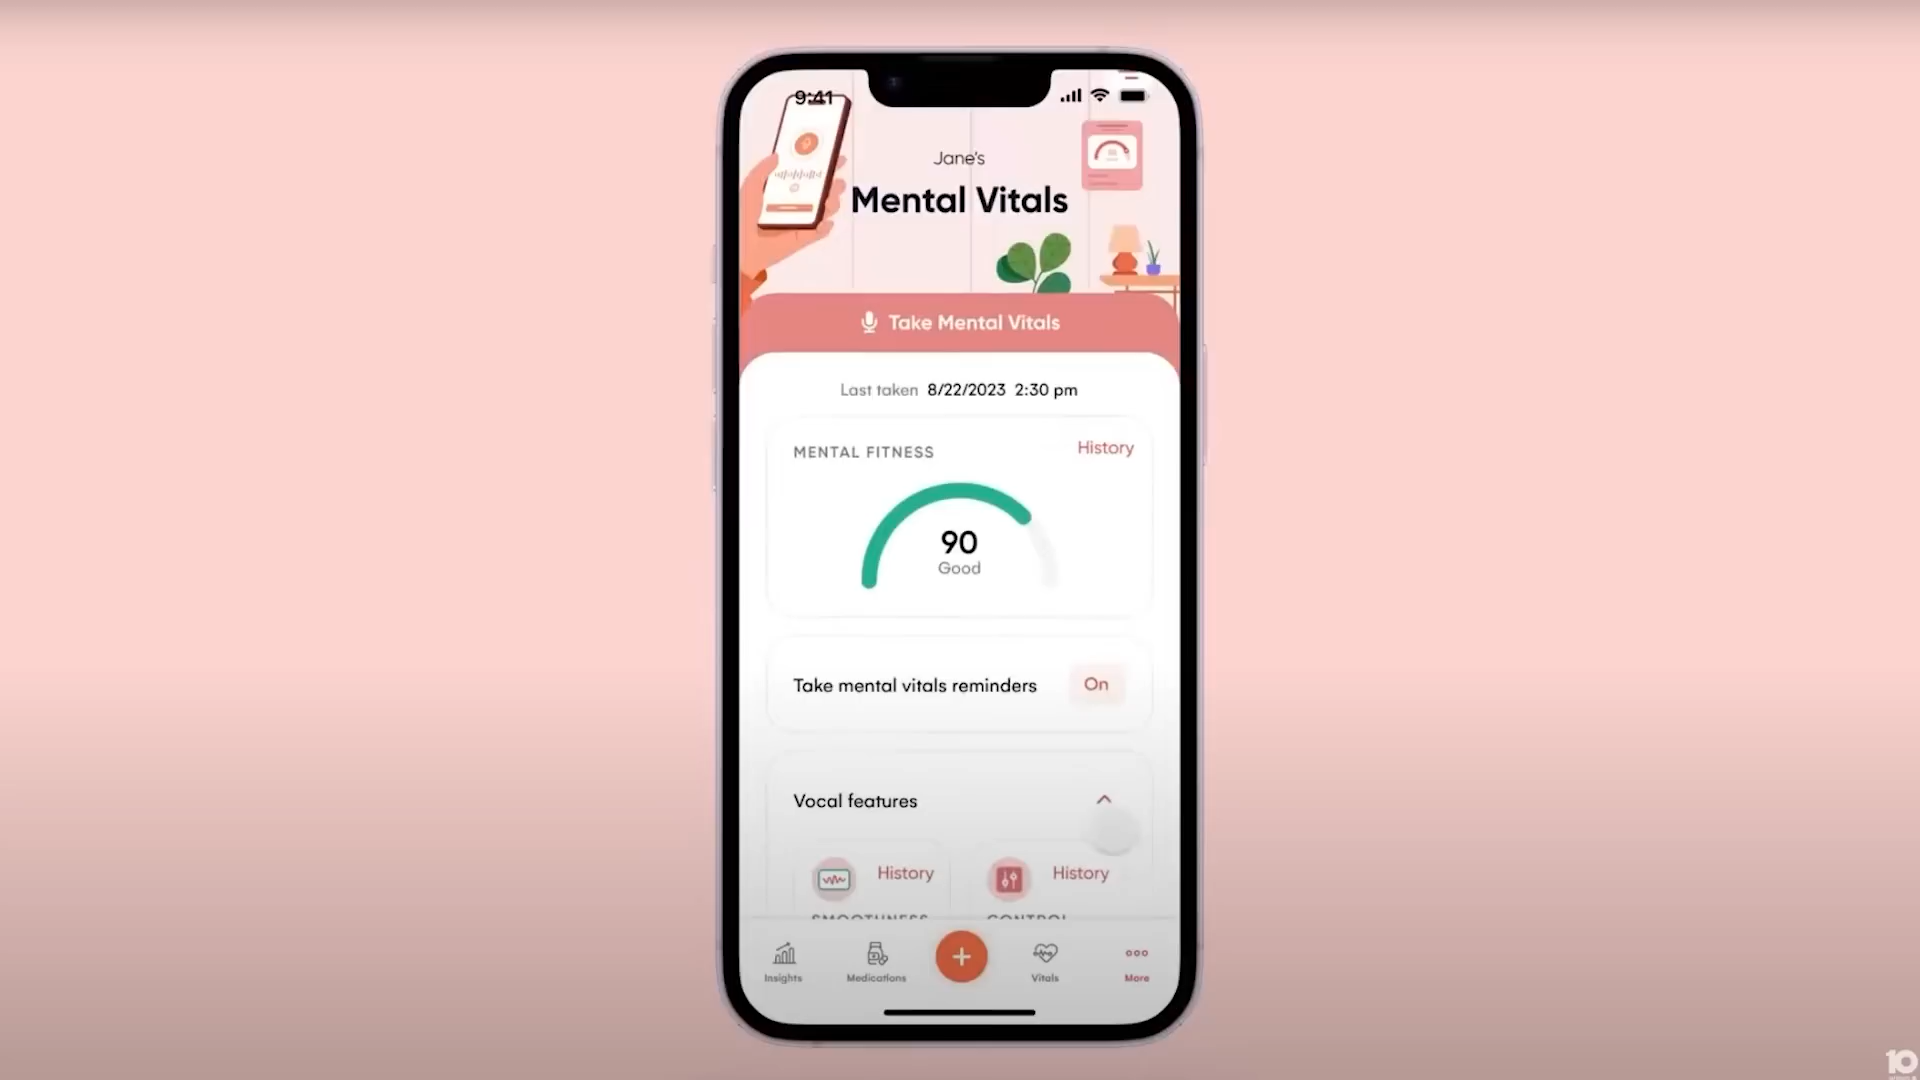 9:41
Jane's
Mental Vitals
Take Mental Vitals
Last taken 8/22/2023 2:30 pm
MENTAL FITNESS
History
90
Good
Take mental vitals reminders
On
Vocal features
History
History
SMOOTHNESS
CONTROL
Insights
Medications
Vitals
More
10